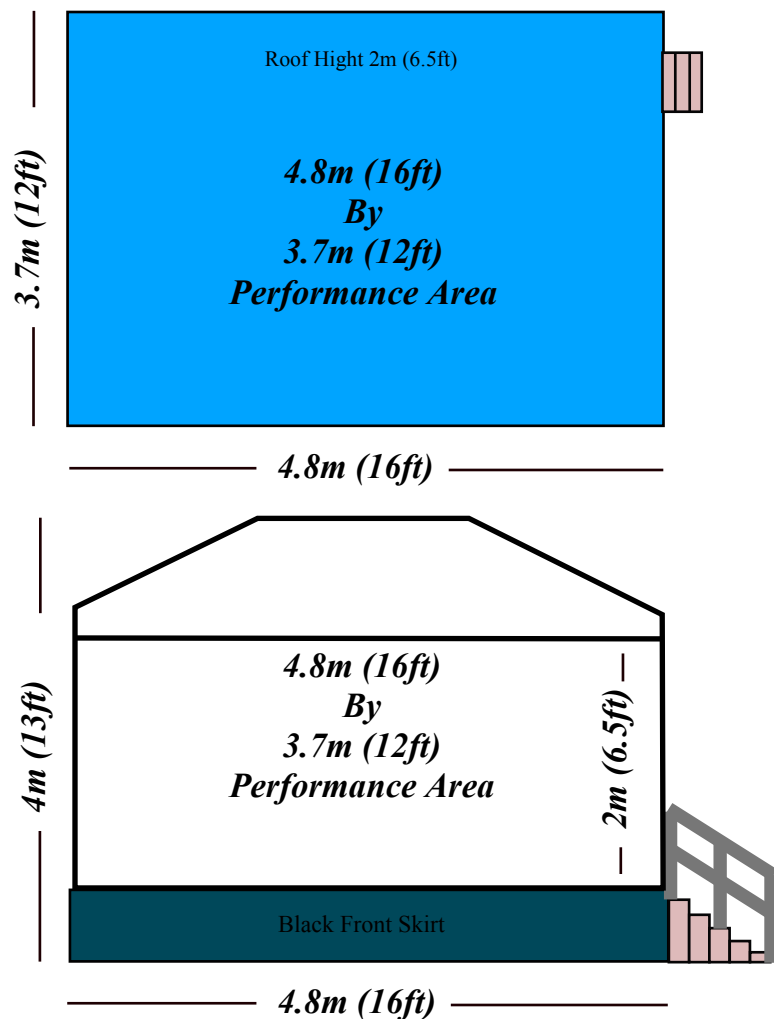 Roof Hight 2m (6.5ft)
3.7m (12ft)
4.8m (16ft)
By
3.7m (12ft)
Performance Area
4.8m (16ft)
4m (13ft)
4.8m (16ft)
By
3.7m (12ft)
Performance Area
2m (6.5ft)
Black Front Skirt
4.8m (16ft)